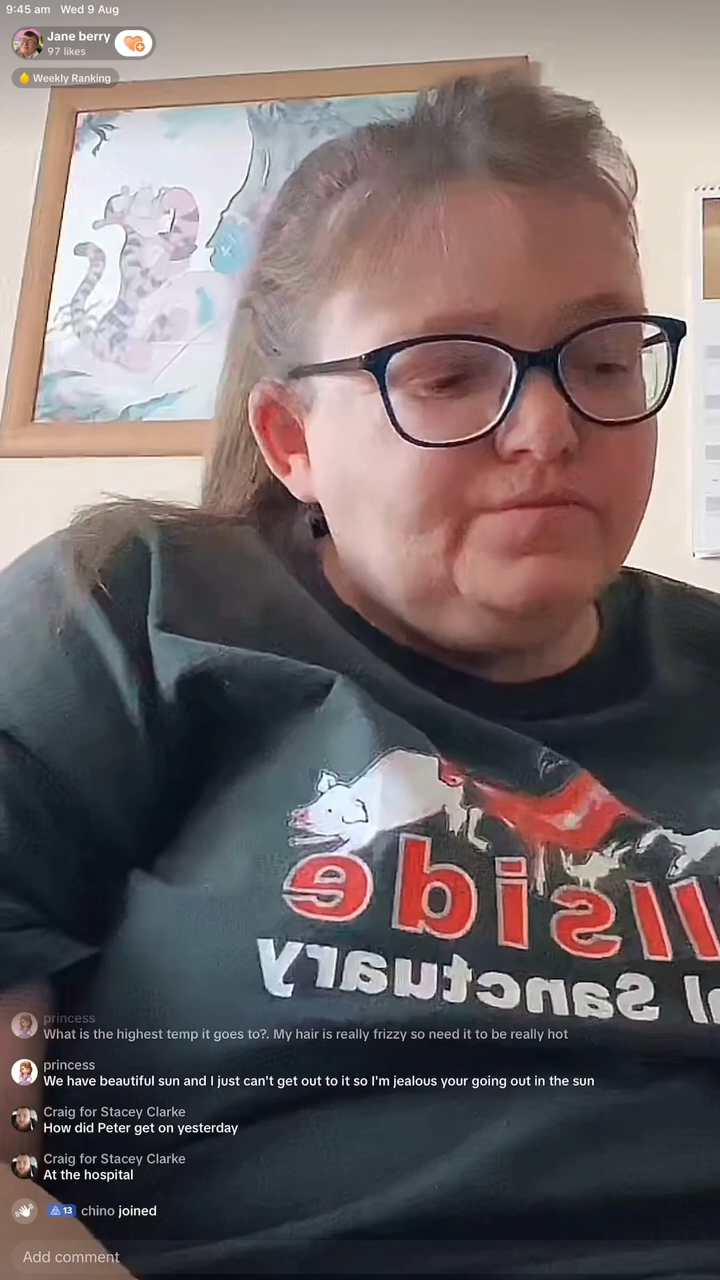 9:45 am Wed 9 Aug
Jane berry
97 likes
Weekly Ranking
llside
al Sanctuary
princess
What is the highest temp it goes to?. My hair is really frizzy so need it to be really hot
princess
We have beautiful sun and I just can't get out to it so I'm jealous your going out in the sun
Craig for Stacey Clarke
How did Peter get on yesterday
Craig for Stacey Clarke
At the hospital
13 chino joined
Add comment